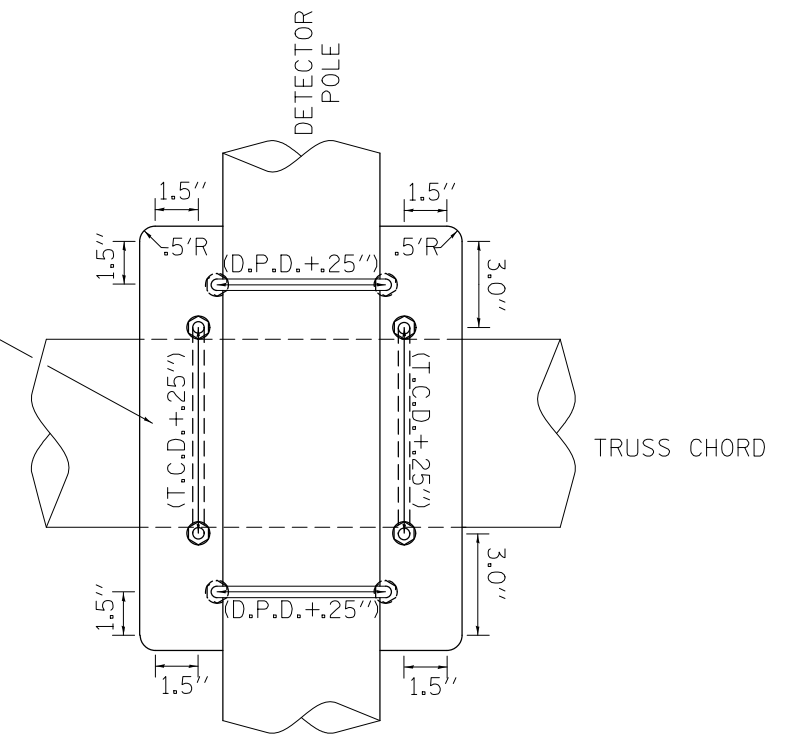 DETECTOR
POLE
1.5"
1.5"
1.5"
.5'R
.5'R
3.0"
(D.P.D.+.25")
(T.C.D.+.25")
(T.C.D.+.25")
TRUSS CHORD
3.0"
1.5"
(D.P.D.+.25")
1.5"
1.5"